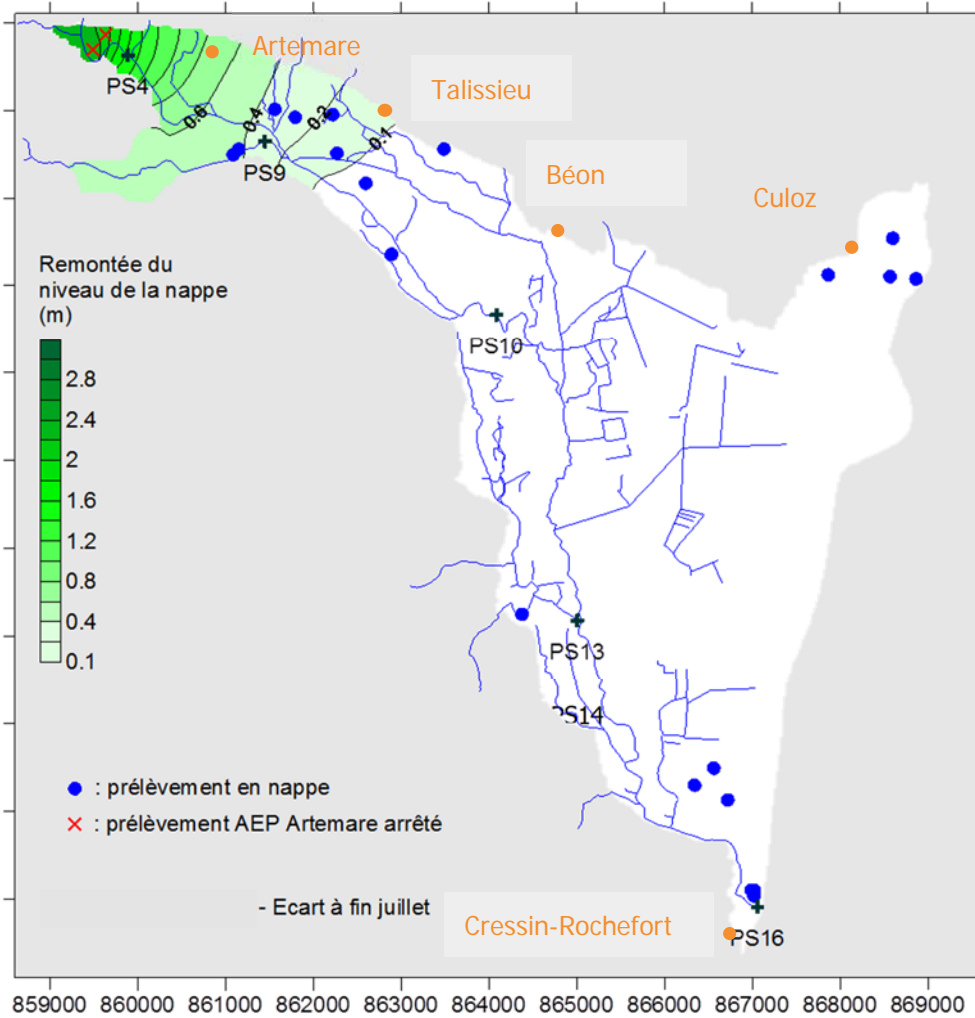 Artemare
PS4
Talissieu
0.6
0.4
0.2
0.1
PS9
Béon
Culoz
Remontée du
niveau de la nappe
(m)
PS10
2.8
2.4
2
1.6
1.2
0.8
0.4
0.1
PS13
PS14
: prélèvement en nappe
: prélèvement AEP Artemare arrêté
- Ecart à fin juillet
Cressin-Rochefort
PS16
859000 860000 861000 862000 863000 864000 865000 866000 867000 868000 869000